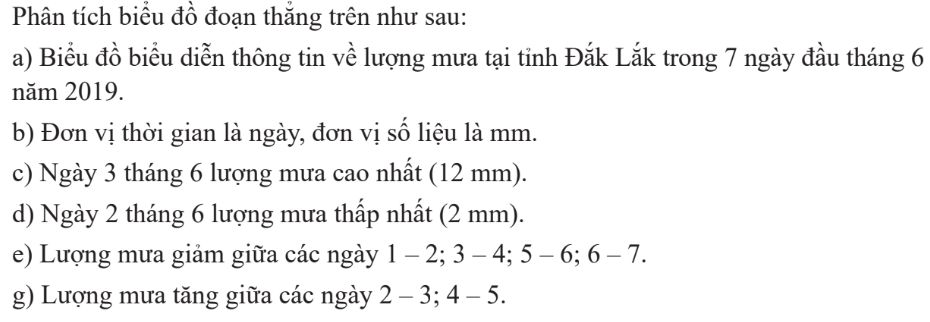 Phân tích biểu đồ đoạn thẳng trên như sau:
a) Biểu đồ biểu diễn thông tin về lượng mưa tại tỉnh Đắk Lắk trong 7 ngày đầu tháng 6
năm 2019.
b) Đơn vị thời gian là ngày, đơn vị số liệu là mm.
c) Ngày 3 tháng 6 lượng mưa cao nhất (12 mm).
d) Ngày 2 tháng 6 lượng mưa thấp nhất (2 mm).
e) Lượng mưa giảm giữa các ngày 1 – 2; 3 – 4; 5 – 6; 6 – 7.
g) Lượng mưa tăng giữa các ngày 2 – 3; 4 – 5.